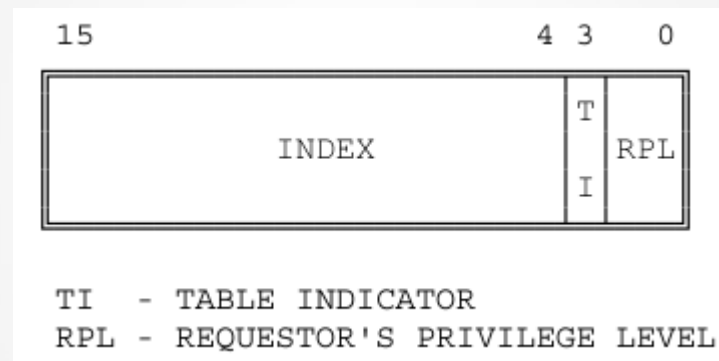 15 4 3 0
T
INDEX RPL
I
TI - TABLE INDICATOR
RPL - REQUESTOR'S PRIVILEGE LEVEL